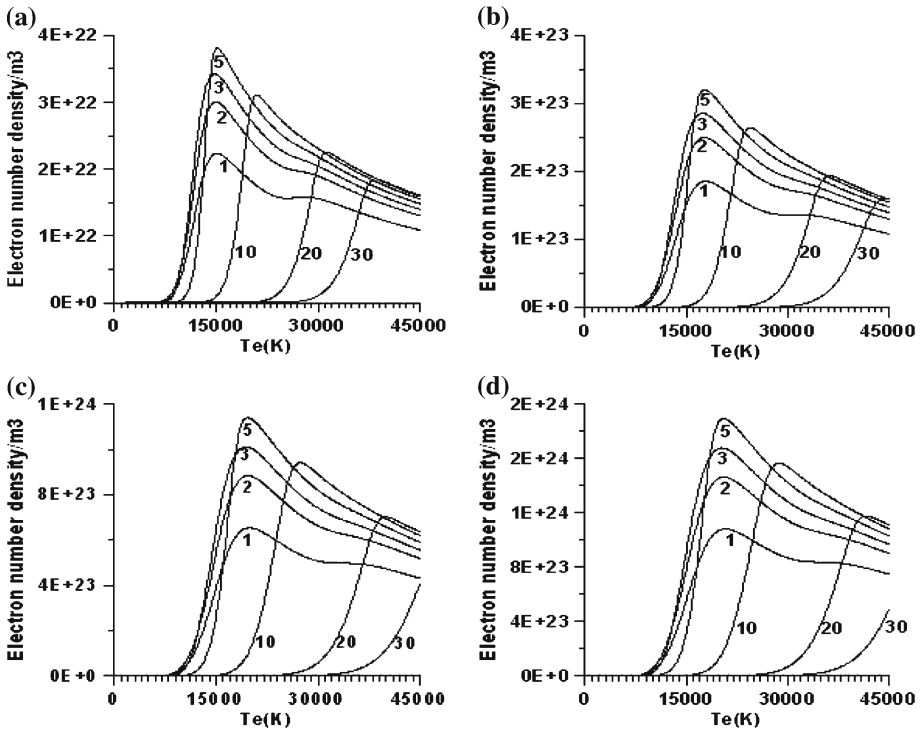 (a)
Electron number density/m3
4E+22
3E+22
2E+22
1E+22
0E+0
5
3
2
1
10
20
30
0
15000
30000
45000
Te(K)
(b)
Electron number density/m3
4E+23
3E+23
2E+23
1E+23
0E+0
5
3
2
1
10
20
30
0
15000
30000
45000
Te(K)
(c)
Electron number density/m3
1E+24
8E+23
4E+23
0E+0
5
3
2
1
10
20
30
0
15000
30000
45000
Te(K)
(d)
Electron number density/m3
2E+24
2E+24
1E+24
8E+23
4E+23
0E+0
5
3
2
1
10
20
30
0
15000
30000
45000
Te(K)